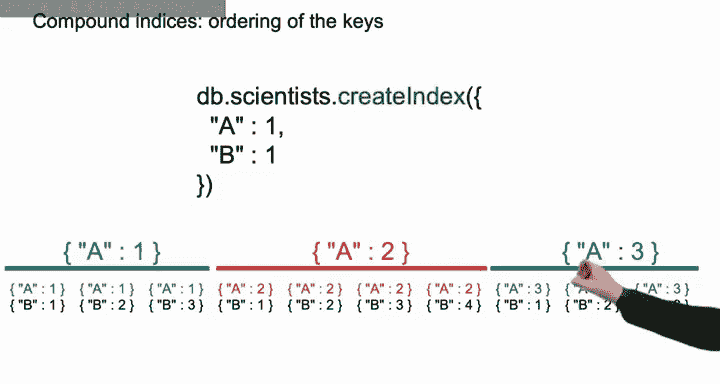 Compound indices: ordering of the keys
db.scientists.createIndex({
"A" : 1,
"B" : 1
})
{ "A" : 1 } { "A" : 2 } { "A" : 3 }
{ "A" : 1 } { "A" : 1 } { "A" : 1 } { "A" : 2 } { "A" : 2 } { "A" : 2 } { "A" : 2 } { "A" : 3 } { "A" : 3 }
{ "B" : 1 } { "B" : 2 } { "B" : 3 } { "B" : 1 } { "B" : 2 } { "B" : 3 } { "B" : 4 } { "B" : 1 } { "B" : 2 }